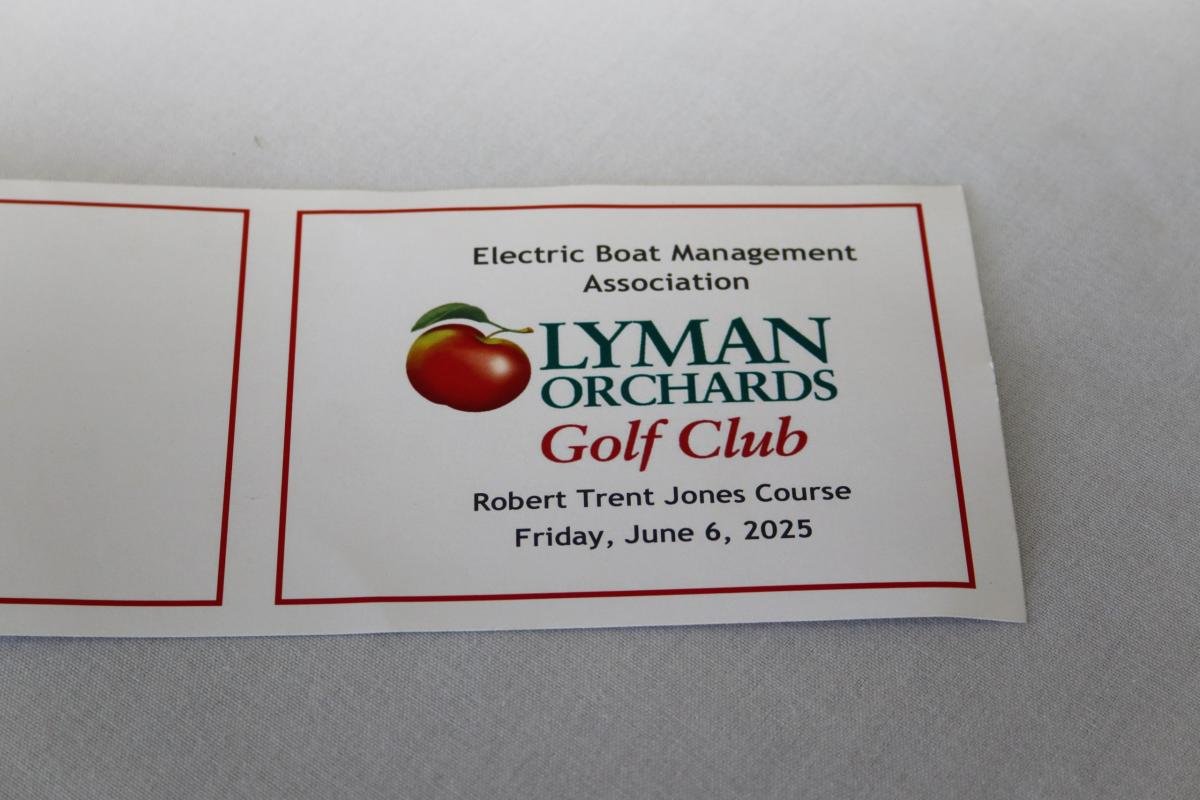 Electric Boat Management
Association
LYMAN
ORCHARDS
Golf Club
Robert Trent Jones Course
Friday, June 6, 2025